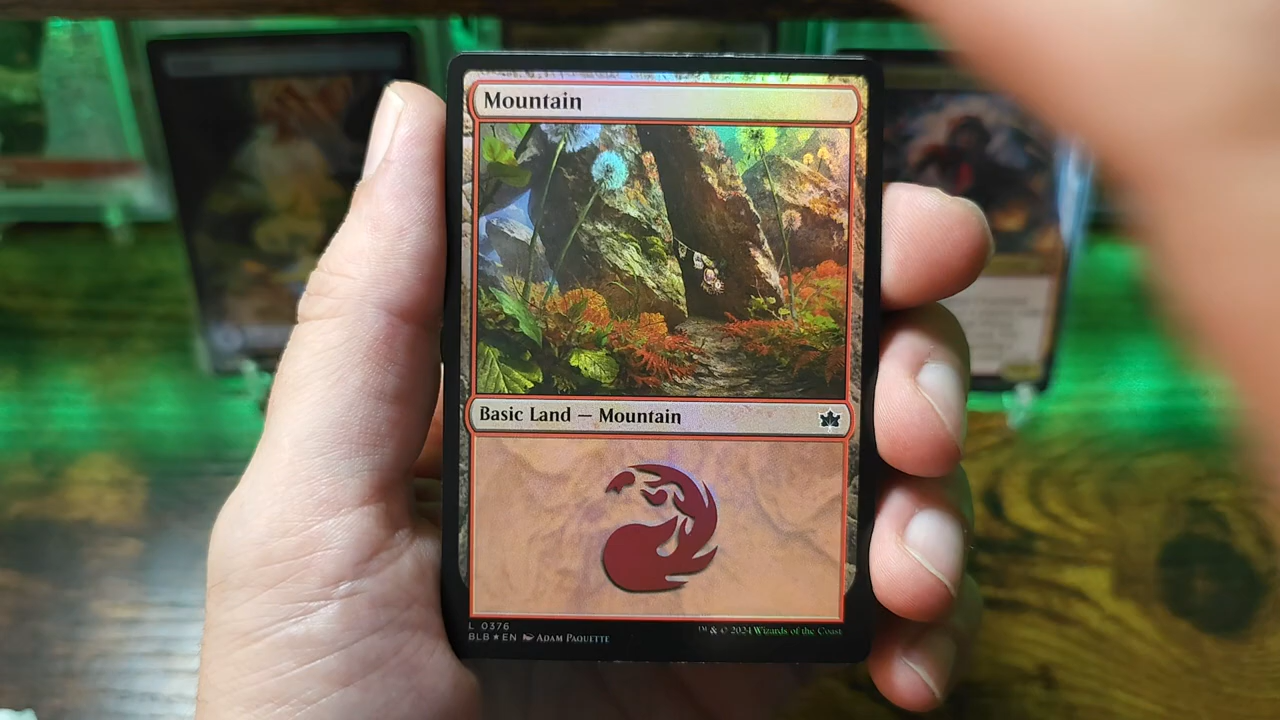 Mountain
Basic Land — Mountain
L 0376
BLB ★ EN Adam Paquette
™ & © 2024 Wizards of the Coast